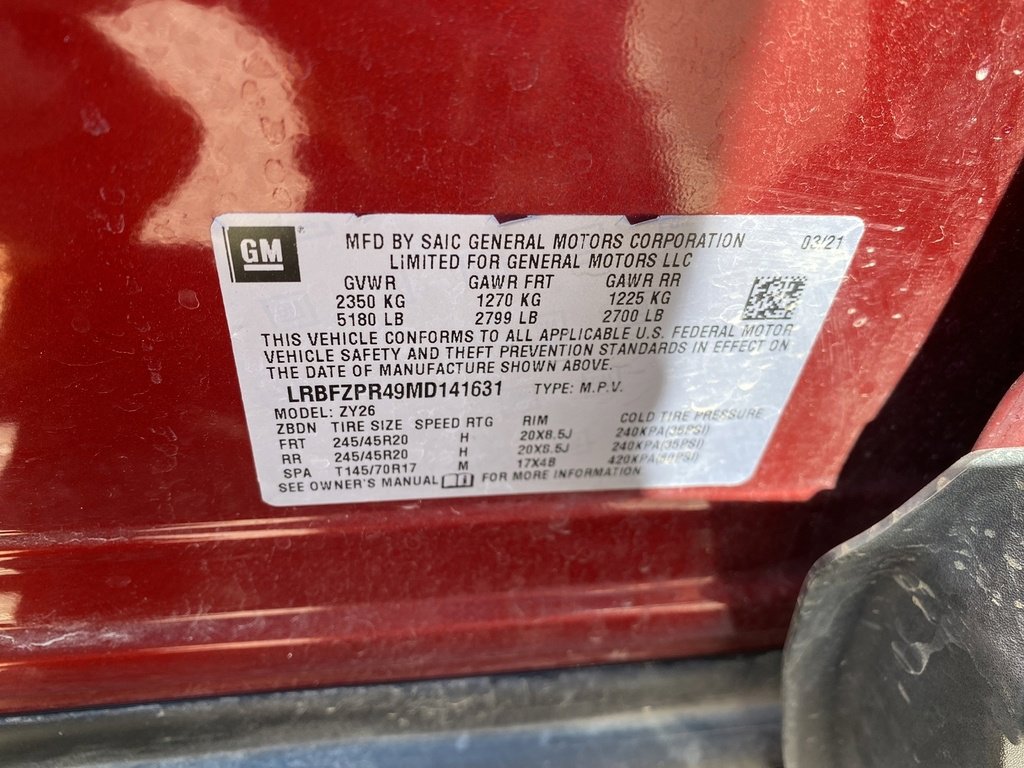 GM ® MFD BY SAIC GENERAL MOTORS CORPORATION 03/21
LIMITED FOR GENERAL MOTORS LLC
GVWR GAWR FRT GAWR RR
2350 KG 1270 KG 1225 KG
5180 LB 2799 LB 2700 LB
THIS VEHICLE CONFORMS TO ALL APPLICABLE U.S. FEDERAL MOTOR
VEHICLE SAFETY AND THEFT PREVENTION STANDARDS IN EFFECT ON
THE DATE OF MANUFACTURE SHOWN ABOVE.
LRBFZPR49MD141631 TYPE: M.P.V.
MODEL: ZY26
ZBDN TIRE SIZE SPEED RTG RIM COLD TIRE PRESSURE
FRT 245/45R20 H 20X8.5J 240KPA(35PSI)
RR 245/45R20 H 20X8.5J 240KPA(35PSI)
SPA T145/70R17 M 17X4B 420KPA(60PSI)
SEE OWNER'S MANUAL FOR MORE INFORMATION